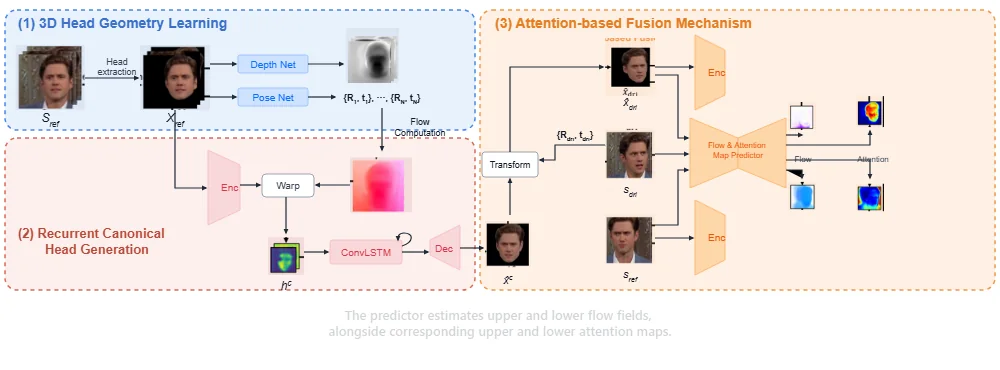 (1) 3D Head Geometry Learning
Head
extraction
Depth Net
Pose Net
{R₁, t₁}, ···, {R_N, t_N}
S_ref
X_ref
Flow
Computation
(2) Recurrent Canonical
Head Generation
Enc
Warp
h^c
ConvLSTM
Dec
(3) Attention-based Fusion Mechanism
x̂_dri
X̂_dri
Enc
{R_dri, t_dri}
Transform
S_dri
Flow & Attention
Map Predictor
Flow
Attention
x̂^c
S_ref
Enc
The predictor estimates upper and lower flow fields,
alongside corresponding upper and lower attention maps.